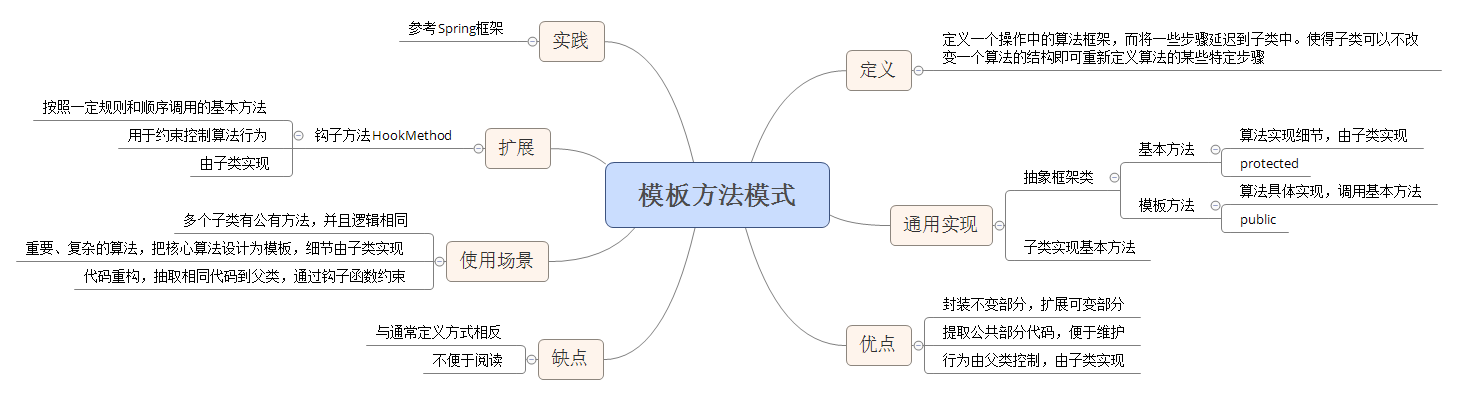 模板方法模式
定义
定义一个操作中的算法框架，而将一些步骤延迟到子类中。使得子类可以不改
变一个算法的结构即可重新定义算法的某些特定步骤
通用实现
抽象框架类
基本方法
算法实现细节，由子类实现
protected
模板方法
算法具体实现，调用基本方法
public
子类实现基本方法
优点
封装不变部分，扩展可变部分
提取公共部分代码，便于维护
行为由父类控制，由子类实现
实践
参考Spring框架
扩展
钩子方法HookMethod
按照一定规则和顺序调用的基本方法
用于约束控制算法行为
由子类实现
使用场景
多个子类有公有方法，并且逻辑相同
重要、复杂的算法，把核心算法设计为模板，细节由子类实现
代码重构，抽取相同代码到父类，通过钩子函数约束
缺点
与通常定义方式相反
不便于阅读